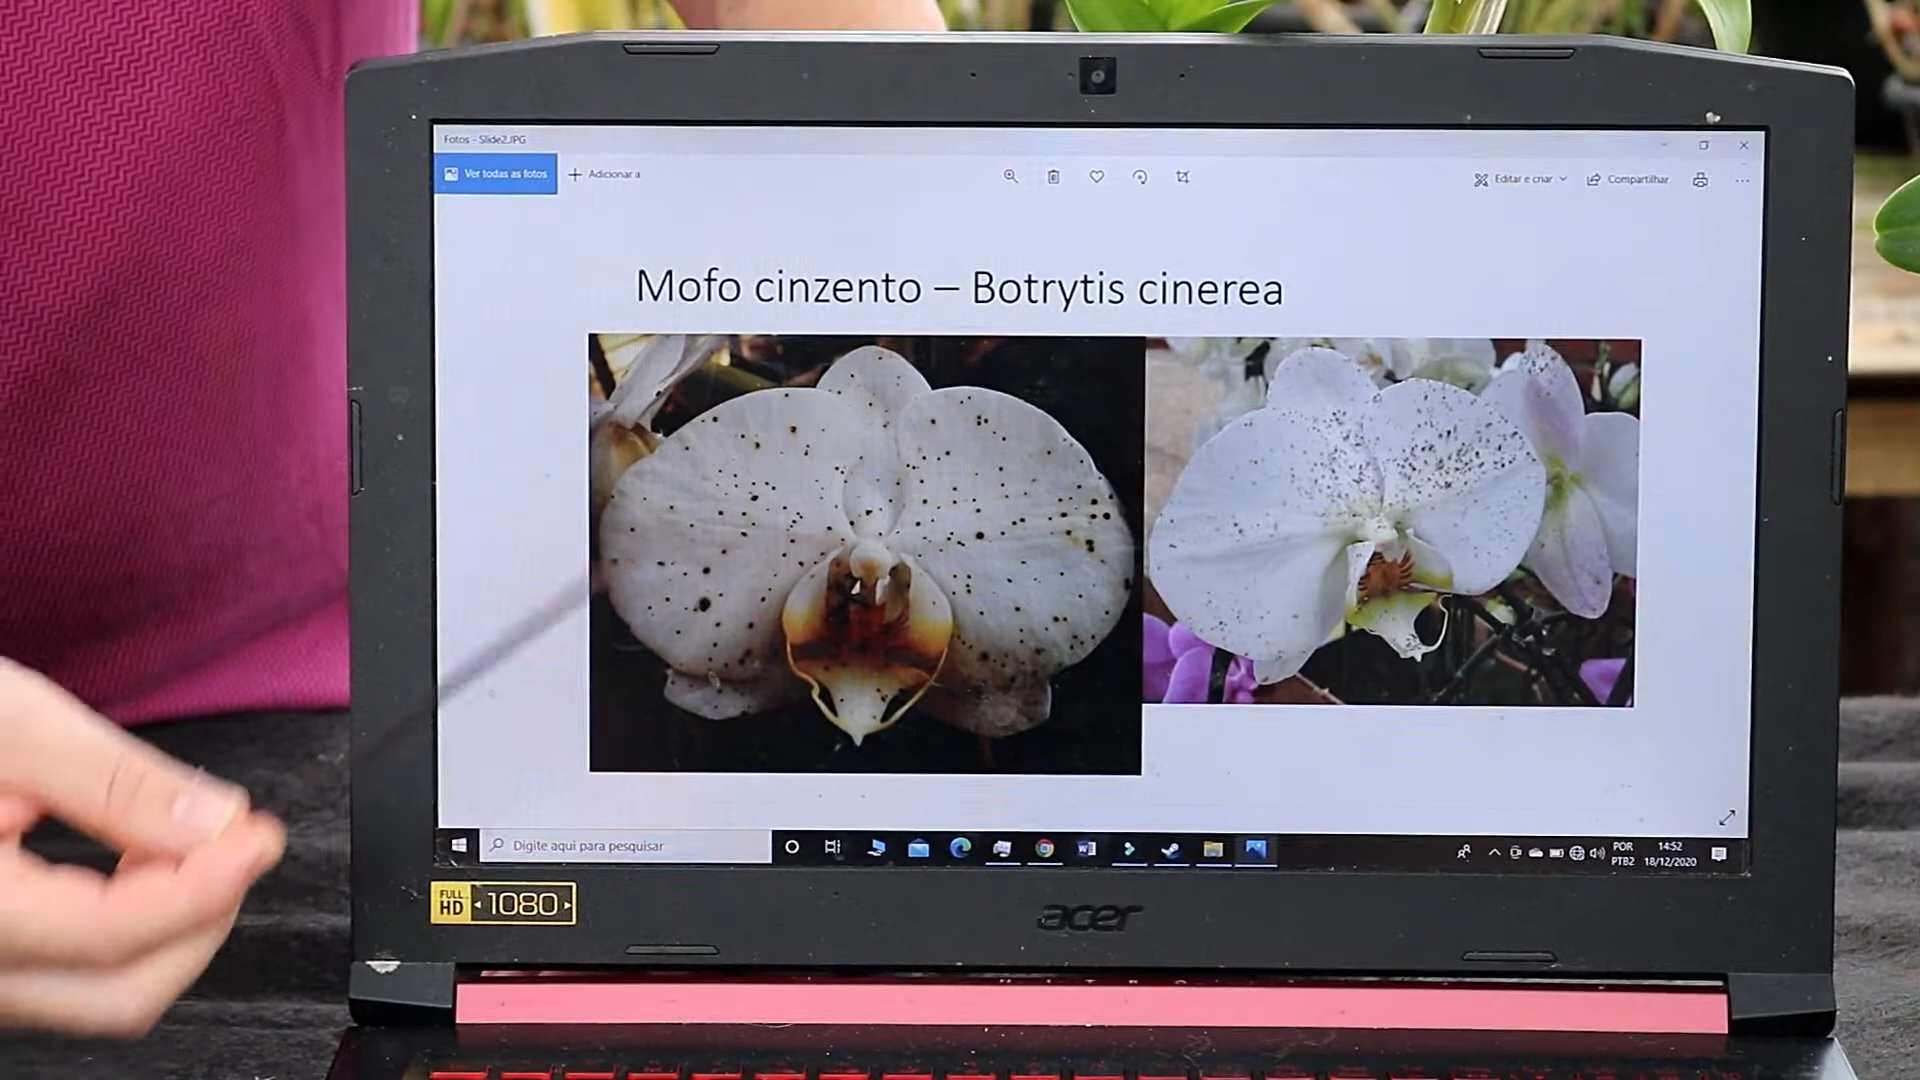 Fotos - Slide2.JPG
Ver todas as fotos
Adicionar a
Editar e criar
Compartilhar
Mofo cinzento – Botrytis cinerea
Digite aqui para pesquisar
POR
PTB2
14:52
18/12/2020
FULL HD 1080
acer